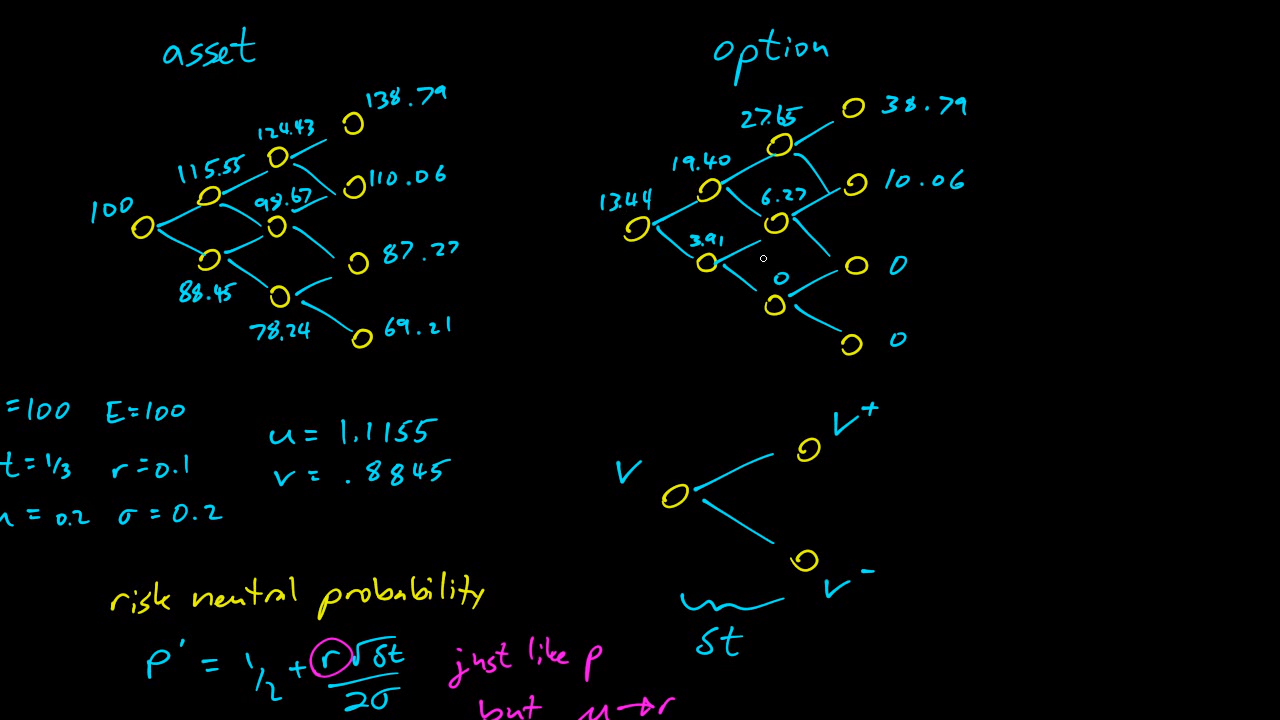 asset option
138.79
124.43
115.55
110.06
100
98.67
87.27
88.45
78.24
69.21
38.79
27.65
19.40
10.06
13.44
6.27
3.91
0
0
0
=100 E=100
t=1/3 r=0.1
= 0.2 σ=0.2
u= 1.1155
v= .8845
V
V+
V-
δt
risk neutral probability
P' = 1/2 + r√δt / 2σ
just like p
but μ→r